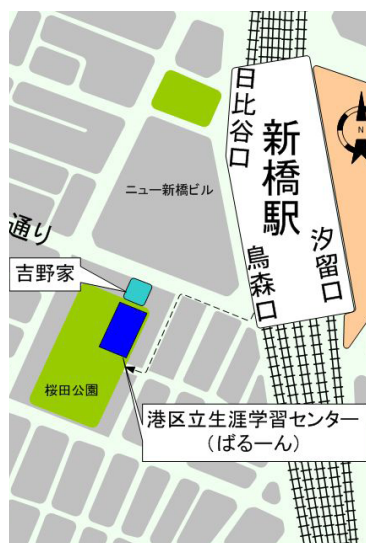 日比谷口
新橋駅
N
ニュー新橋ビル
汐留口
烏森口
通り
吉野家
桜田公園
港区立生涯学習センター
(ばるーん)